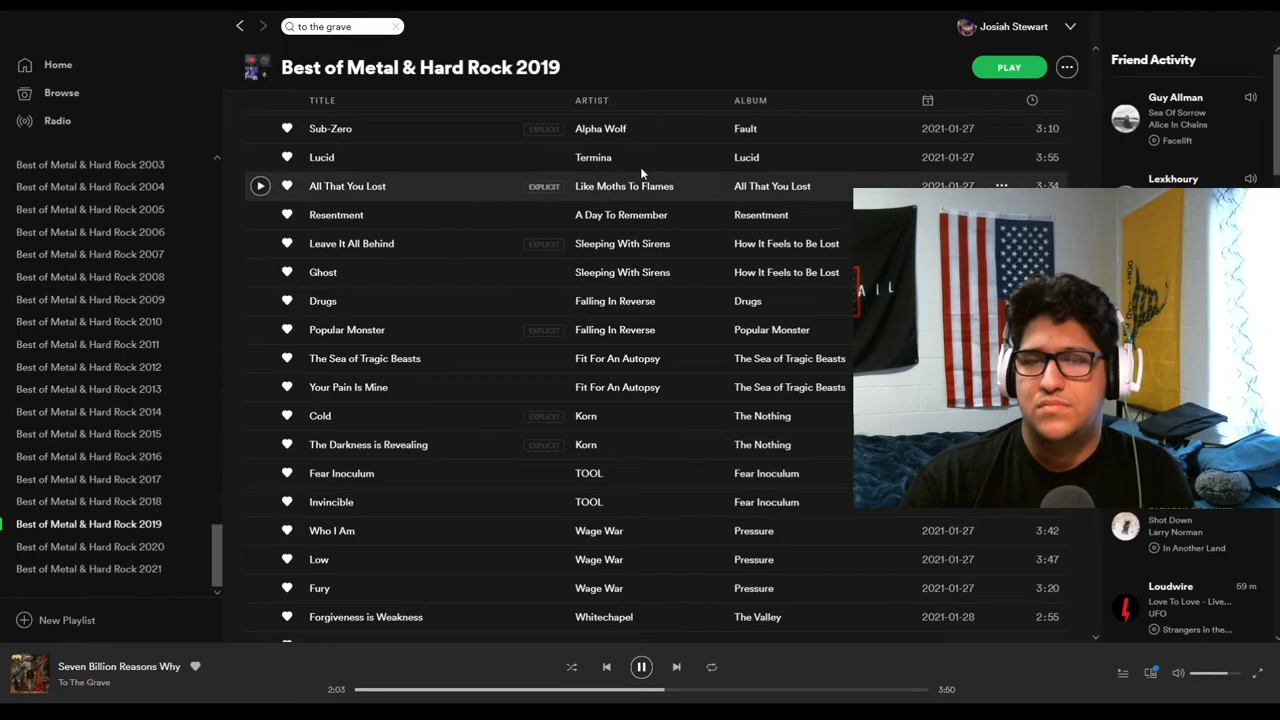 to the grave
Josiah Stewart
Home
Browse
Radio
Best of Metal & Hard Rock 2003
Best of Metal & Hard Rock 2004
Best of Metal & Hard Rock 2005
Best of Metal & Hard Rock 2006
Best of Metal & Hard Rock 2007
Best of Metal & Hard Rock 2008
Best of Metal & Hard Rock 2009
Best of Metal & Hard Rock 2010
Best of Metal & Hard Rock 2011
Best of Metal & Hard Rock 2012
Best of Metal & Hard Rock 2013
Best of Metal & Hard Rock 2014
Best of Metal & Hard Rock 2015
Best of Metal & Hard Rock 2016
Best of Metal & Hard Rock 2017
Best of Metal & Hard Rock 2018
Best of Metal & Hard Rock 2019
Best of Metal & Hard Rock 2020
Best of Metal & Hard Rock 2021
New Playlist
Best of Metal & Hard Rock 2019
PLAY
TITLE ARTIST ALBUM
Sub-Zero EXPLICIT Alpha Wolf Fault 2021-01-27 3:10
Lucid Termina Lucid 2021-01-27 3:55
All That You Lost EXPLICIT Like Moths To Flames All That You Lost 2021-01-27 3:34
Resentment A Day To Remember Resentment
Leave It All Behind EXPLICIT Sleeping With Sirens How It Feels to Be Lost
Ghost Sleeping With Sirens How It Feels to Be Lost
Drugs Falling In Reverse Drugs
Popular Monster EXPLICIT Falling In Reverse Popular Monster
The Sea of Tragic Beasts Fit For An Autopsy The Sea of Tragic Beasts
Your Pain Is Mine Fit For An Autopsy The Sea of Tragic Beasts
Cold EXPLICIT Korn The Nothing
The Darkness is Revealing EXPLICIT Korn The Nothing
Fear Inoculum TOOL Fear Inoculum
Invincible TOOL Fear Inoculum
Who I Am Wage War Pressure 2021-01-27 3:42
Low Wage War Pressure 2021-01-27 3:47
Fury Wage War Pressure 2021-01-27 3:20
Forgiveness is Weakness Whitechapel The Valley 2021-01-28 2:55
Friend Activity
Guy Allman
Sea Of Sorrow
Alice In Chains
Facelift
Lexkhoury
AIL
Shot Down
Larry Norman
In Another Land
Loudwire 59 m
Love To Love - Live...
UFO
Strangers in the...
Seven Billion Reasons Why
To The Grave
2:03
3:50